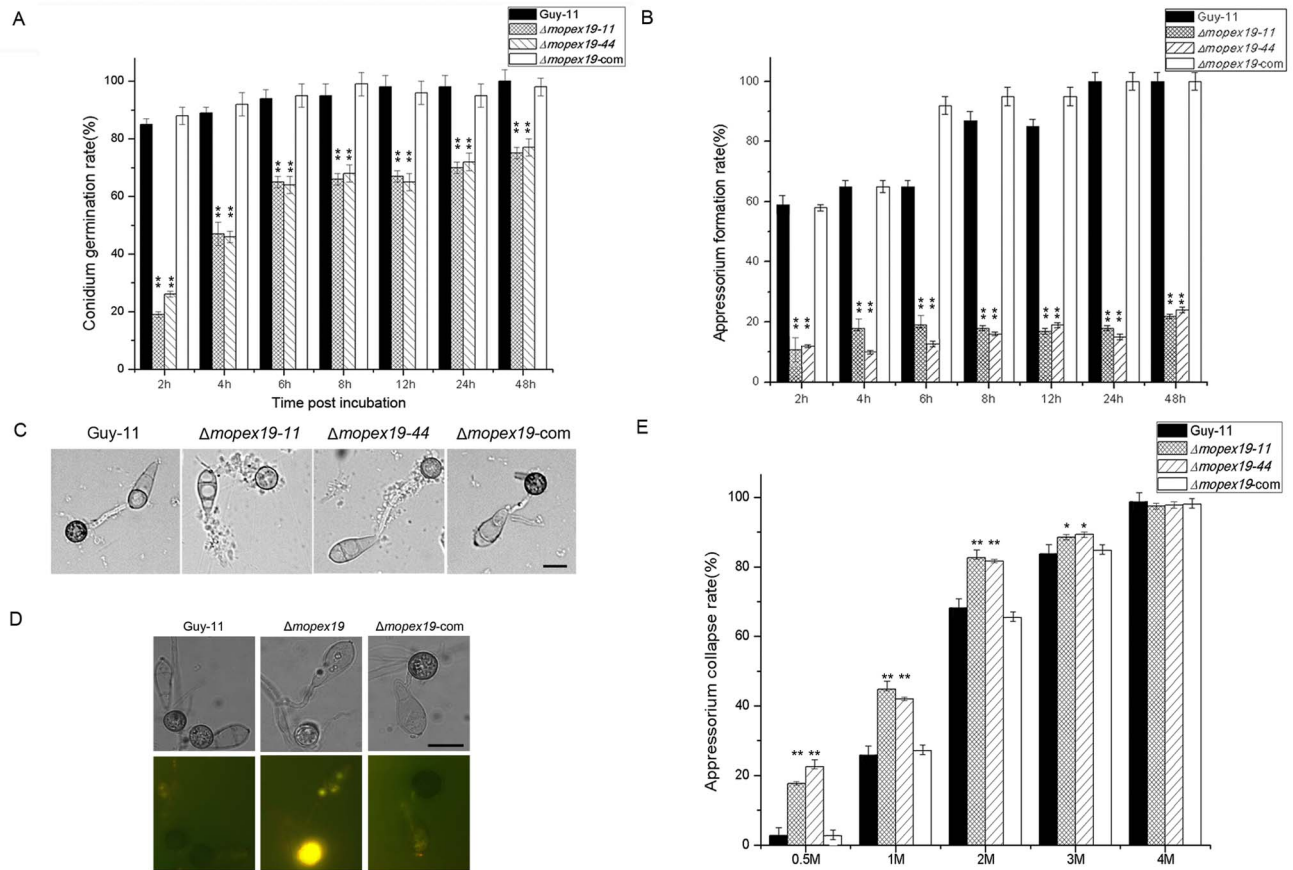 A
Guy-11
Δmopex19-11
Δmopex19-44
Δmopex19-com
Conidium germination rate(%)
100
80
60
40
20
0
** ** ** ** ** ** ** ** ** ** ** ** ** **
2h 4h 6h 8h 12h 24h 48h
Time post incubation
B
Guy-11
Δmopex19-11
Δmopex19-44
Δmopex19-com
Appressorium formation rate(%)
100
80
60
40
20
0
** ** ** ** ** ** ** ** ** ** ** ** ** **
2h 4h 6h 8h 12h 24h 48h
C
Guy-11 Δmopex19-11 Δmopex19-44 Δmopex19-com
D
Guy-11 Δmopex19 Δmopex19-com
E
Guy-11
Δmopex19-11
Δmopex19-44
Δmopex19-com
Appressorium collapse rate(%)
100
80
60
40
20
0
** ** ** ** ** ** * *
0.5M 1M 2M 3M 4M